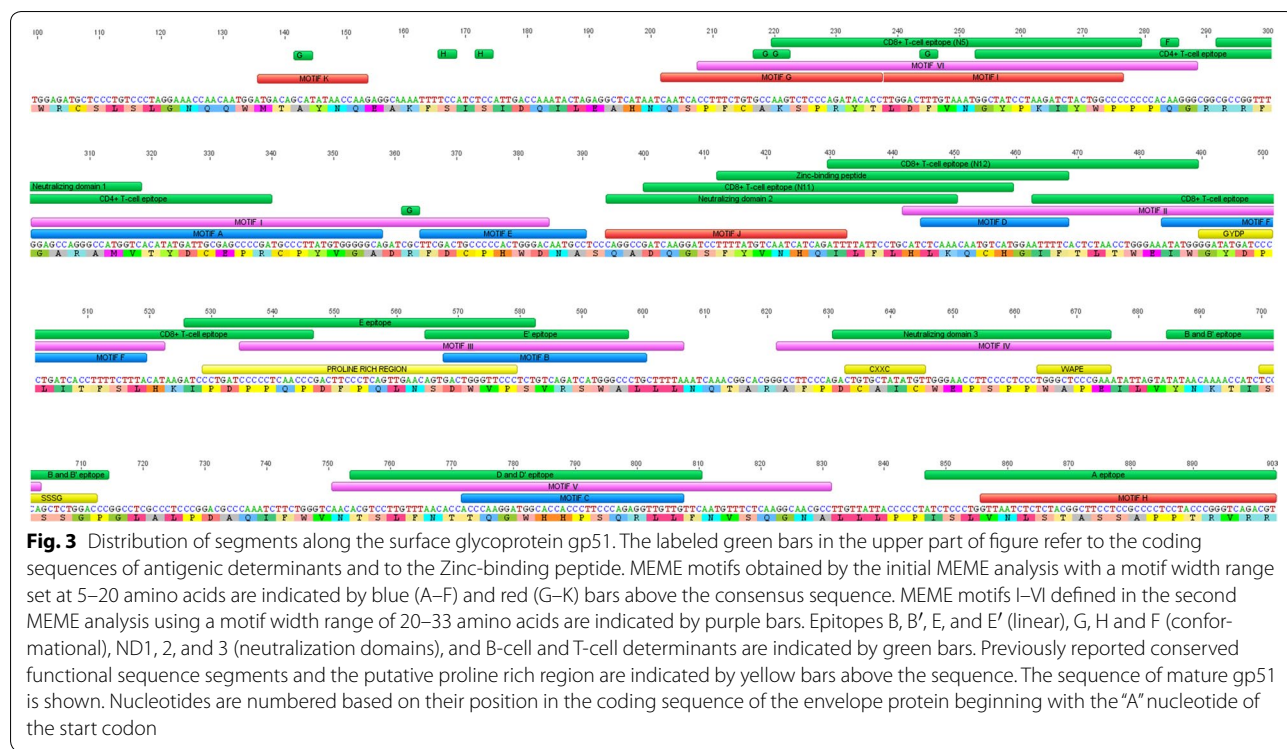 100 110 120 130 140 150 160 170 180 190 200 210 220 230 240 250 260 270 280 290 300
CD8+ T-cell epitope (N5) F
G H H G G G CD4+ T-cell epitope
MOTIF VI
MOTIF K MOTIF G MOTIF I
W R C S L S L G N Q Q W M T A Y N Q E A K F S I S I D Q I L E A H N Q S P F C A K S P R Y T L D F V N G Y P K I Y W P P P Q G R R R F
310 320 330 340 350 360 370 380 390 400 410 420 430 440 450 460 470 480 490 500
CD8+ T-cell epitope (N12)
Zinc-binding peptide
Neutralizing domain 1 CD8+ T-cell epitope (N11)
CD4+ T-cell epitope G Neutralizing domain 2 CD8+ T-cell epitope
MOTIF I MOTIF II
MOTIF A MOTIF E MOTIF J MOTIF D MOTIF F
GYDP
G A R A M V T Y D C E P R C P Y V G A D R F D C P H W D N A S Q A D Q G S F Y V N H Q I L F L H L K Q C H G I F T L T W E I W G Y D P
510 520 530 540 550 560 570 580 590 600 610 620 630 640 650 660 670 680 690 700
E epitope
CD8+ T-cell epitope E' epitope Neutralizing domain 3 B and B' epitope
MOTIF III MOTIF IV
MOTIF F MOTIF B
PROLINE RICH REGION CXXC WAPE
L I T F S L H K I P D P P Q P D F P Q L N S D W V P S V R S W A L L L N Q T A R A F P D C A I C W E P S P P W A P E I L V Y N K T I S
710 720 730 740 750 760 770 780 790 800 810 820 830 840 850 860 870 880 890 903
B and B' epitope D and D' epitope A epitope
MOTIF V
SSSG MOTIF C MOTIF H
S S G P G L A L P D A Q I F W V N T S S L F N T T Q G W H H P S Q R L L F N V S Q G N A L L L P P I S L V N L S T A S S A P P T R V R R
Fig. 3 Distribution of segments along the surface glycoprotein gp51. The labeled green bars in the upper part of figure refer to the coding
sequences of antigenic determinants and to the Zinc-binding peptide. MEME motifs obtained by the initial MEME analysis with a motif width range
set at 5–20 amino acids are indicated by blue (A–F) and red (G–K) bars above the consensus sequence. MEME motifs I–VI defined in the second
MEME analysis using a motif width range of 20–33 amino acids are indicated by purple bars. Epitopes B, B′, E, and E′ (linear), G, H and F (confor-
mational), ND1, 2, and 3 (neutralization domains), and B-cell and T-cell determinants are indicated by green bars. Previously reported conserved
functional sequence segments and the putative proline rich region are indicated by yellow bars above the sequence. The sequence of mature gp51
is shown. Nucleotides are numbered based on their position in the coding sequence of the envelope protein beginning with the “A” nucleotide of
the start codon